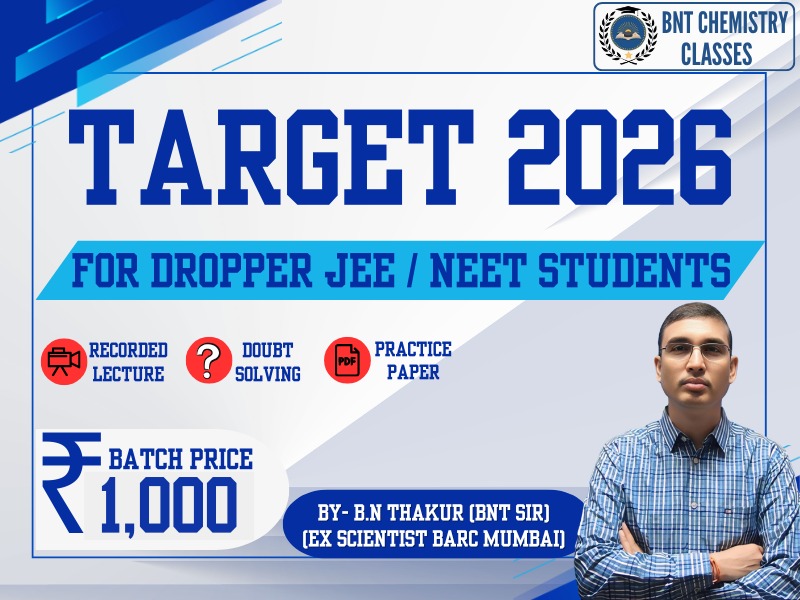 BNT CHEMISTRY
CLASSES
TARGET 2026
FOR DROPPER JEE / NEET STUDENTS
RECORDED
LECTURE
?
DOUBT
SOLVING
PDF
PRACTICE
PAPER
₹ BATCH PRICE
1,000
BY- B.N THAKUR (BNT SIR)
(EX SCIENTIST BARC MUMBAI)